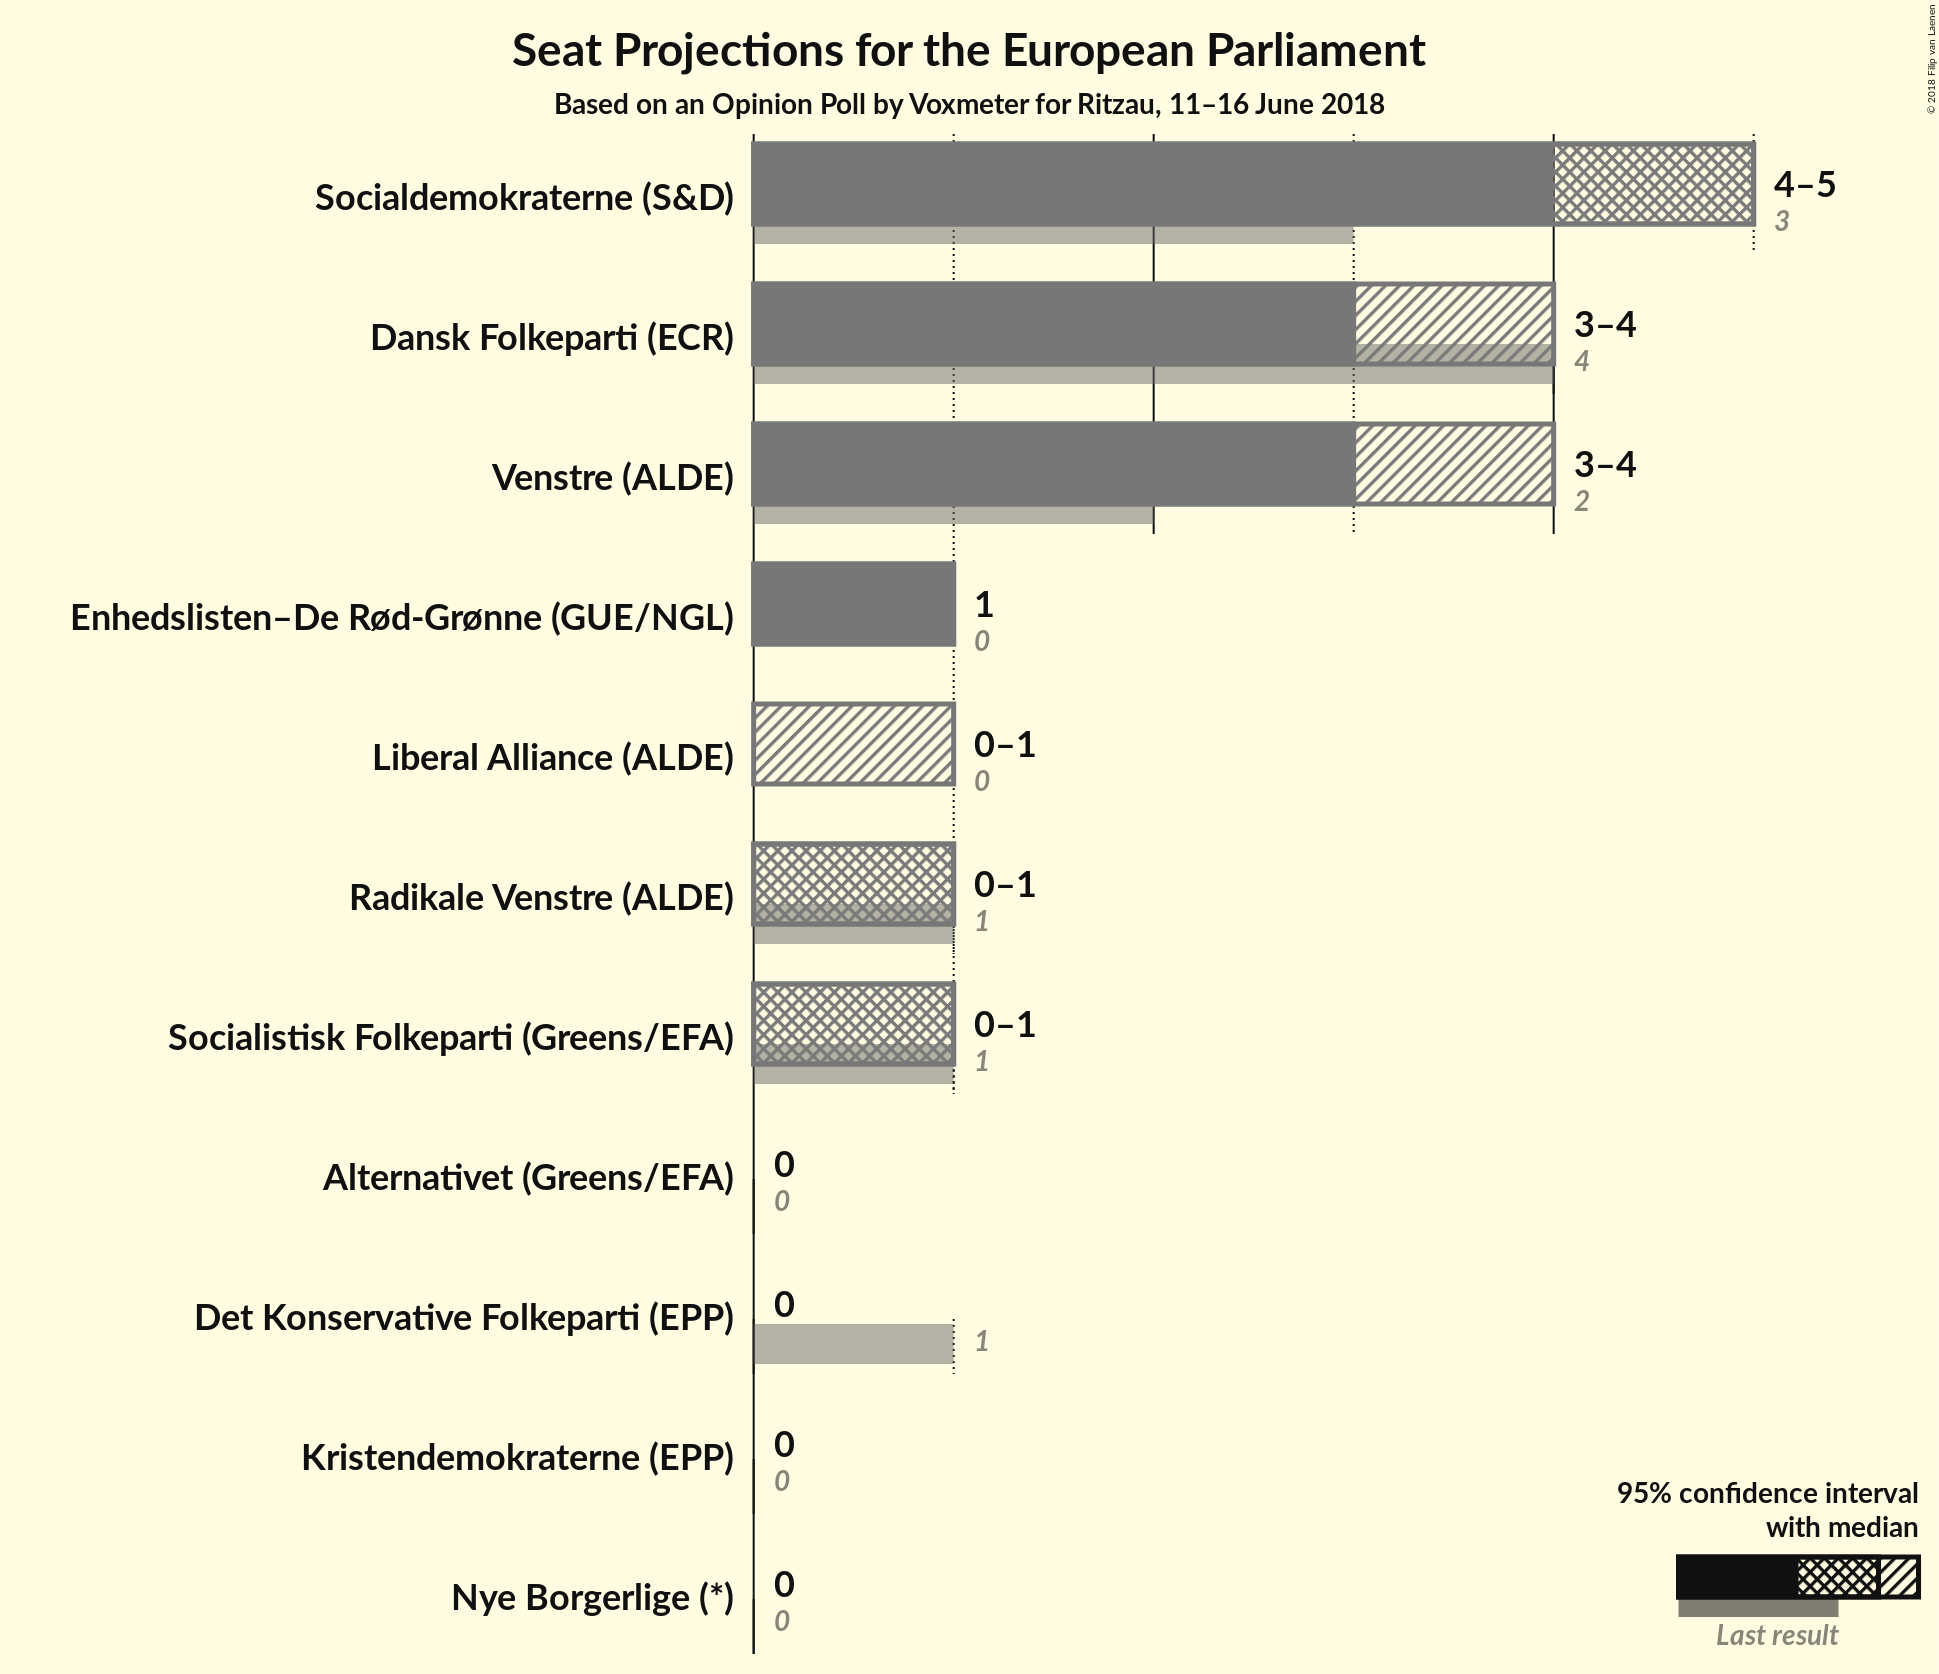 Seat Projections for the European Parliament
Based on an Opinion Poll by Voxmeter for Ritzau, 11–16 June 2018
© 2018 Filip van Laenen
Socialdemokraterne (S&D)
4–5
3
Dansk Folkeparti (ECR)
3–4
4
Venstre (ALDE)
3–4
2
Enhedslisten–De Rød-Grønne (GUE/NGL)
1
0
Liberal Alliance (ALDE)
0–1
0
Radikale Venstre (ALDE)
0–1
1
Socialistisk Folkeparti (Greens/EFA)
0–1
1
Alternativet (Greens/EFA)
0
0
Det Konservative Folkeparti (EPP)
0
1
Kristendemokraterne (EPP)
0
0
Nye Borgerlige (*)
0
0
95% confidence interval
with median
Last result